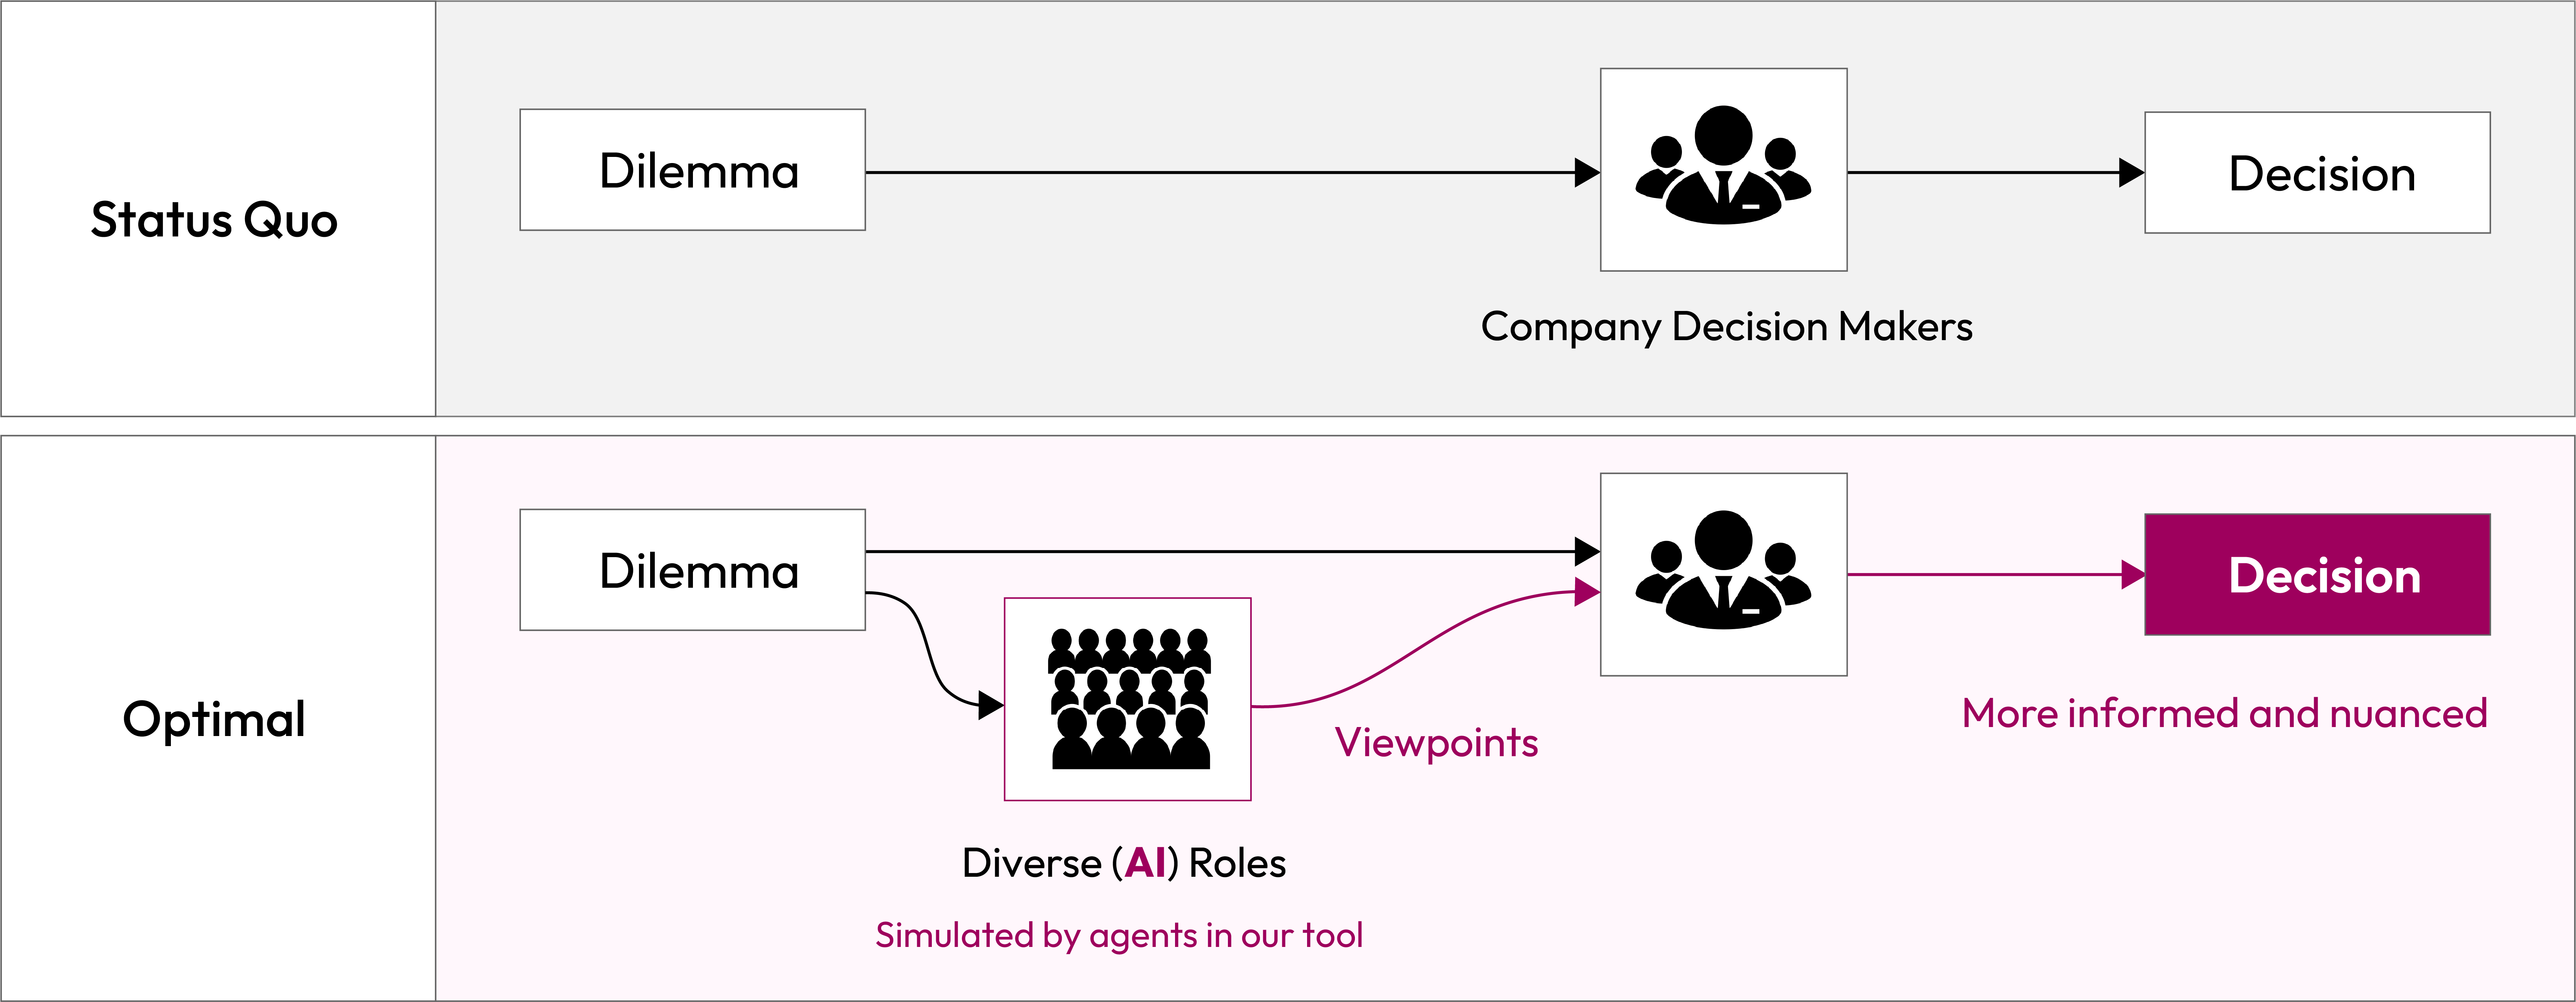 Status Quo
Dilemma
Decision
Company Decision Makers
Optimal
Dilemma
Decision
Viewpoints
More informed and nuanced
Diverse (AI) Roles
Simulated by agents in our tool